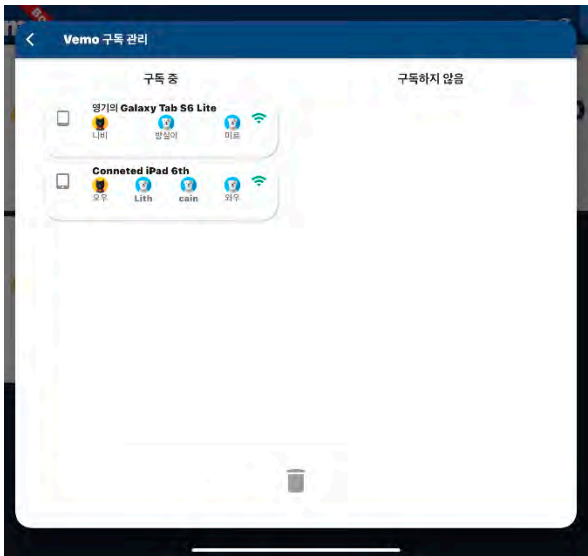 Vemo 구독 관리
구독 중
구독하지 않음
영기의 Galaxy Tab S6 Lite
나비 방실이 미르
Conneted iPad 6th
오우 Lith cain 와우